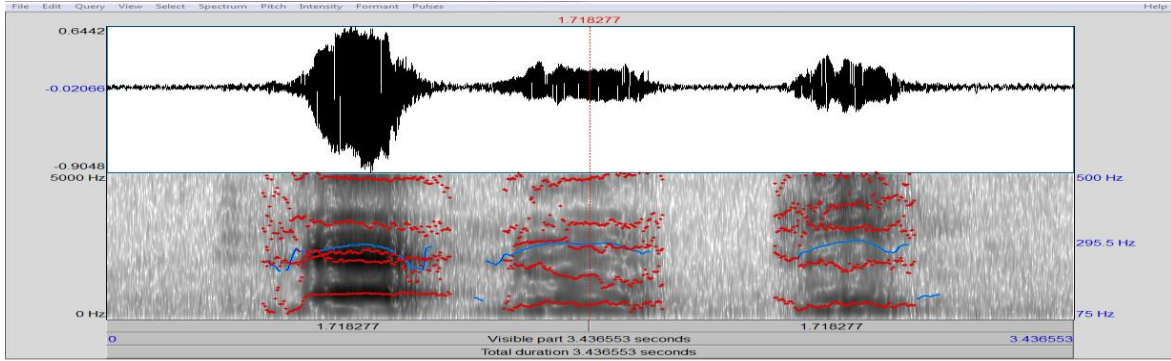 File Edit Query View Select Spectrum Pitch Intensity Formant Pulses Help
1.718277
0.6442
-0.02066
-0.9048
5000 Hz 500 Hz
295.5 Hz
0 Hz 75 Hz
1.718277 1.718277
0 Visible part 3.436553 seconds 3.436553
Total duration 3.436553 seconds